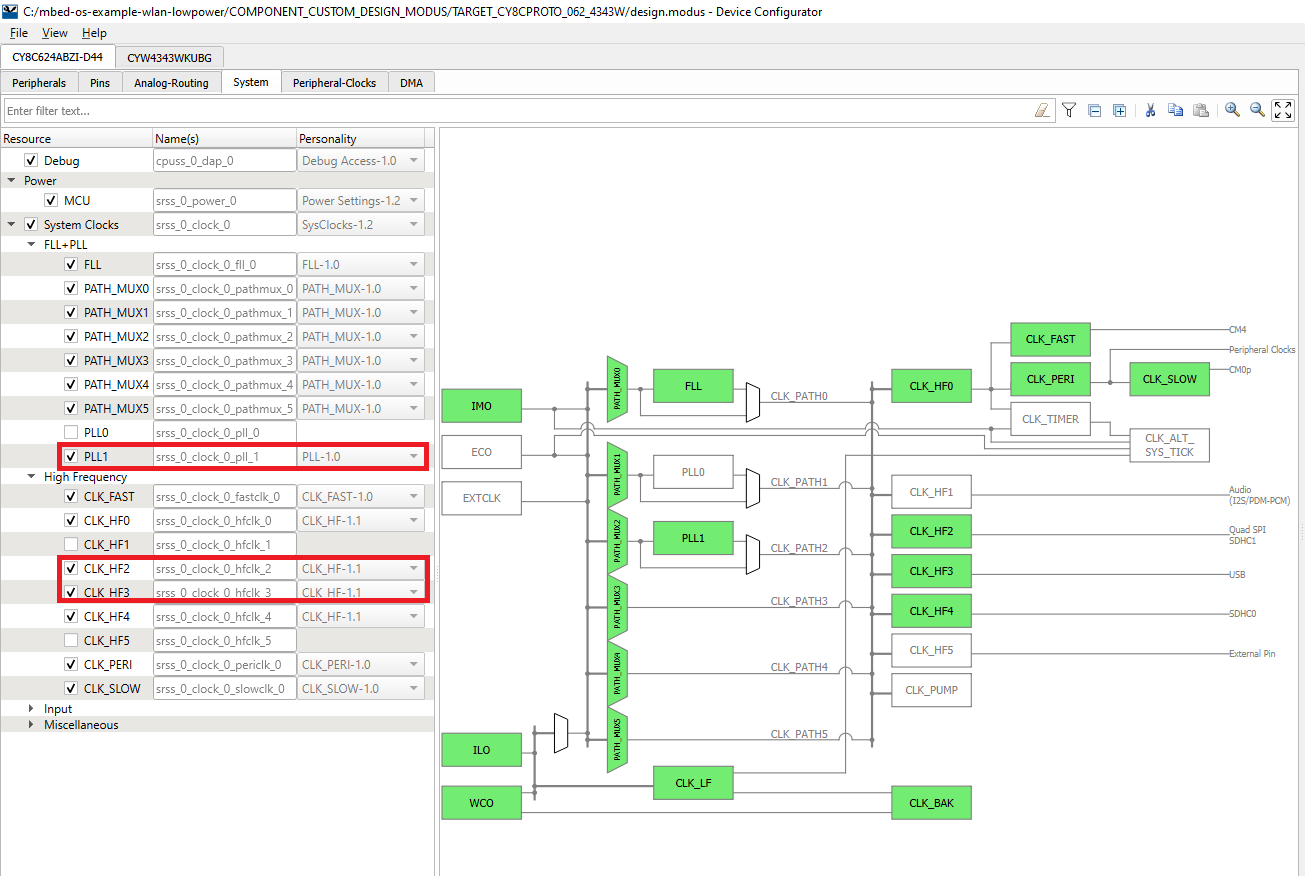 C:/mbed-os-example-wlan-lowpower/COMPONENT_CUSTOM_DESIGN_MODUS/TARGET_CY8CPROTO_062_4343W/design.modus - Device Configurator
File View Help
CY8C624ABZI-D44 CYW4343WKUBG
Peripherals Pins Analog-Routing System Peripheral-Clocks DMA
Enter filter text...
Resource Name(s) Personality
Debug cpuss_0_dap_0 Debug Access-1.0
Power
MCU srss_0_power_0 Power Settings-1.2
System Clocks srss_0_clock_0 SysClocks-1.2
FLL+PLL
FLL srss_0_clock_0_fll_0 FLL-1.0
PATH_MUX0 srss_0_clock_0_pathmux_0 PATH_MUX-1.0
PATH_MUX1 srss_0_clock_0_pathmux_1 PATH_MUX-1.0
PATH_MUX2 srss_0_clock_0_pathmux_2 PATH_MUX-1.0
PATH_MUX3 srss_0_clock_0_pathmux_3 PATH_MUX-1.0
PATH_MUX4 srss_0_clock_0_pathmux_4 PATH_MUX-1.0
PATH_MUX5 srss_0_clock_0_pathmux_5 PATH_MUX-1.0
PLL0 srss_0_clock_0_pll_0
PLL1 srss_0_clock_0_pll_1 PLL-1.0
High Frequency
CLK_FAST srss_0_clock_0_fastclk_0 CLK_FAST-1.0
CLK_HF0 srss_0_clock_0_hfclk_0 CLK_HF-1.1
CLK_HF1 srss_0_clock_0_hfclk_1
CLK_HF2 srss_0_clock_0_hfclk_2 CLK_HF-1.1
CLK_HF3 srss_0_clock_0_hfclk_3 CLK_HF-1.1
CLK_HF4 srss_0_clock_0_hfclk_4 CLK_HF-1.1
CLK_HF5 srss_0_clock_0_hfclk_5
CLK_PERI srss_0_clock_0_periclk_0 CLK_PERI-1.0
CLK_SLOW srss_0_clock_0_slowclk_0 CLK_SLOW-1.0
Input
Miscellaneous
IMO
ECO
EXTCLK
ILO
WCO
PATH_MUX0
PATH_MUX1
PATH_MUX2
PATH_MUX3
PATH_MUX4
PATH_MUX5
FLL
PLL0
PLL1
CLK_LF
CLK_PATH0
CLK_PATH1
CLK_PATH2
CLK_PATH3
CLK_PATH4
CLK_PATH5
CLK_HF0
CLK_HF1
CLK_HF2
CLK_HF3
CLK_HF4
CLK_HF5
CLK_PUMP
CLK_BAK
CLK_FAST
CLK_PERI
CLK_TIMER
CLK_SLOW
CLK_ALT_
SYS_TICK
CM4
Peripheral Clocks
CM0p
Audio
(I2S/PDM-PCM)
Quad SPI
SDHC1
USB
SDHC0
External Pin